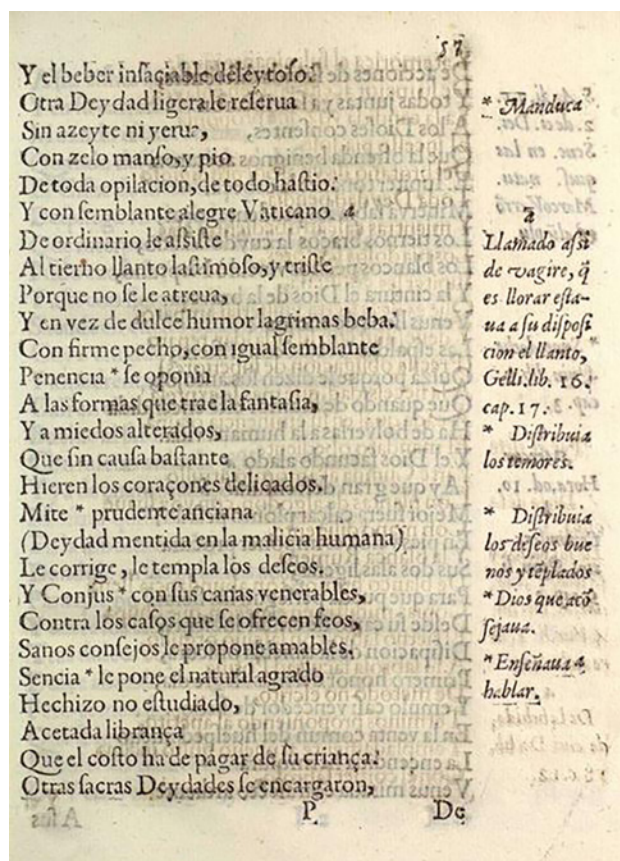 57.
Y el beber insaçiable deleytoso.
Otra Deydad ligera le reserua
Sin azeyte ni yerua,
Con zelo manso, y pio
De toda opilacion, de todo hastio.
Y con semblante alegre Vaticano a
De ordinario le assiste
Al tierno llanto lastimoso, y triste
Porque no se le atreua,
Y en vez de dulce humor lagrimas beba.
Con firme pecho, con igual semblante
Penencia * se oponia
A las formas que trae la fantasia,
Y a miedos alterados,
Que sin causa bastante
Hieren los coraçones delicados.
Mite * prudente anciana
(Deydad mentida en la malicia humana)
Le corrige, le templa los deseos.
Y Conjus * con sus canas venerables,
Contra los casos que se ofrecen feos,
Sanos consejos le propone amables.
Sencia * le pone el natural agrado
Hechizo no estudiado,
Acetada librança
Que el costo ha de pagar de su criança.
Otras sacras Deydades se encargaron,
P. De
* Manduca
a
Llamado assi
de vagire, q̃
es llorar esta-
ua a su disposi
cion el llanto,
Gelli. lib. 16.
cap. 17.
* Distribuia
los temores.
* Distribuia
los deseos bue
nos y tẽplados
* Dios que acõ
sejaua.
* Enseñaua a
hablar.